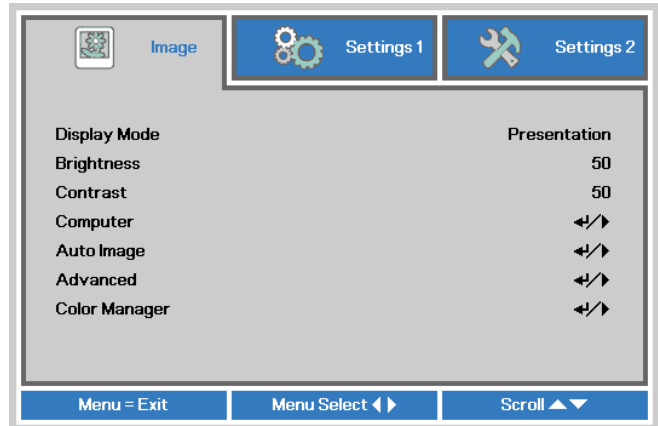 Image
Settings 1
Settings 2
Display Mode Presentation
Brightness 50
Contrast 50
Computer ↵/▶
Auto Image ↵/▶
Advanced ↵/▶
Color Manager ↵/▶
Menu = Exit
Menu Select ◀▶
Scroll ▲▼